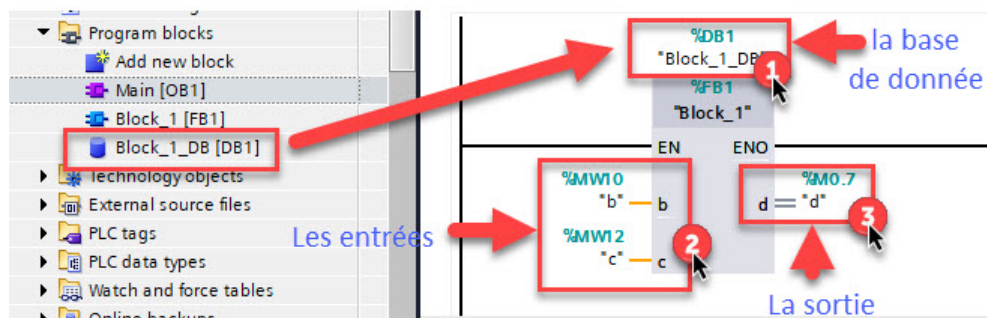 Program blocks
Add new block
Main [OB1]
Block_1 [FB1]
Block_1_DB [DB1]
Technology objects
External source files
PLC tags
PLC data types
Watch and force tables
Online backups
%DB1
"Block_1_DB"
1
la base
de donnée
%FB1
"Block_1"
EN ENO
%MW10
"b" b
%MW12
"c" c
2
%M0.7
d "d"
3
Les entrées
La sortie